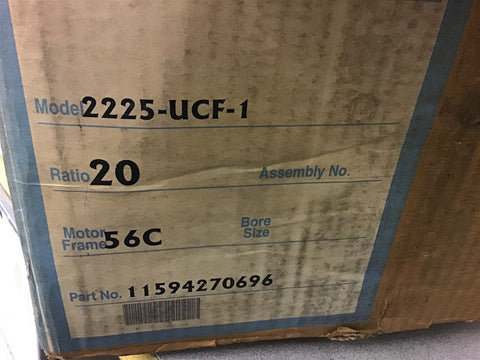 Model 2225-UCF-1
Ratio 20 Assembly No.
Motor Frame 56C Bore Size
Part No. 11594270696